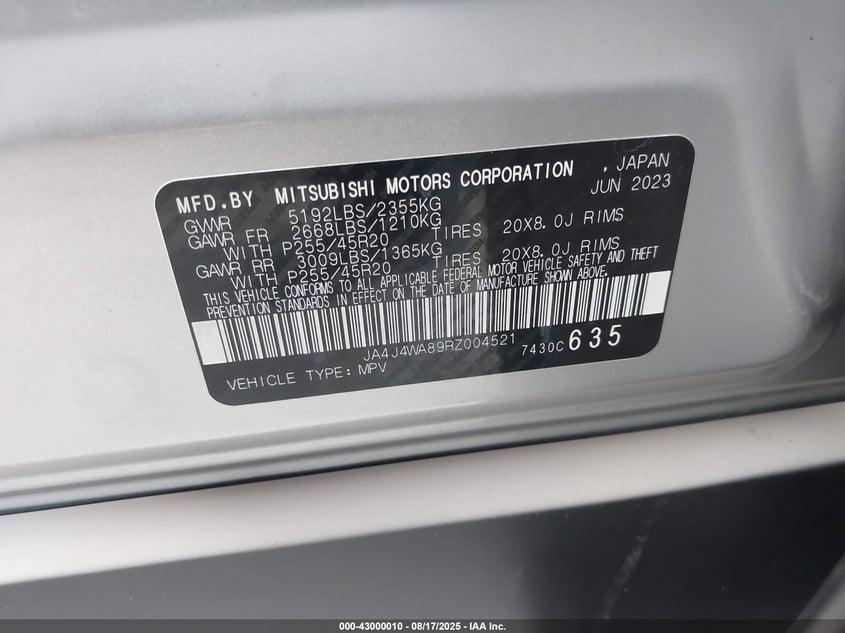 MFD.BY MITSUBISHI MOTORS CORPORATION , JAPAN
JUN 2023
GVWR 5192LBS/2355KG
GAWR FR 2668LBS/1210KG
WITH P255/45R20 TIRES 20X8.0J RIMS
GAWR RR 3009LBS/1365KG
WITH P255/45R20 TIRES 20X8.0J RIMS
THIS VEHICLE CONFORMS TO ALL APPLICABLE FEDERAL MOTOR VEHICLE SAFETY AND THEFT
PREVENTION STANDARDS IN EFFECT ON THE DATE OF MANUFACTURE SHOWN ABOVE.
JA4J4WA89RZ004521 7430C 635
VEHICLE TYPE: MPV
000-43000010 | 08/17/2025 - IAA Inc.